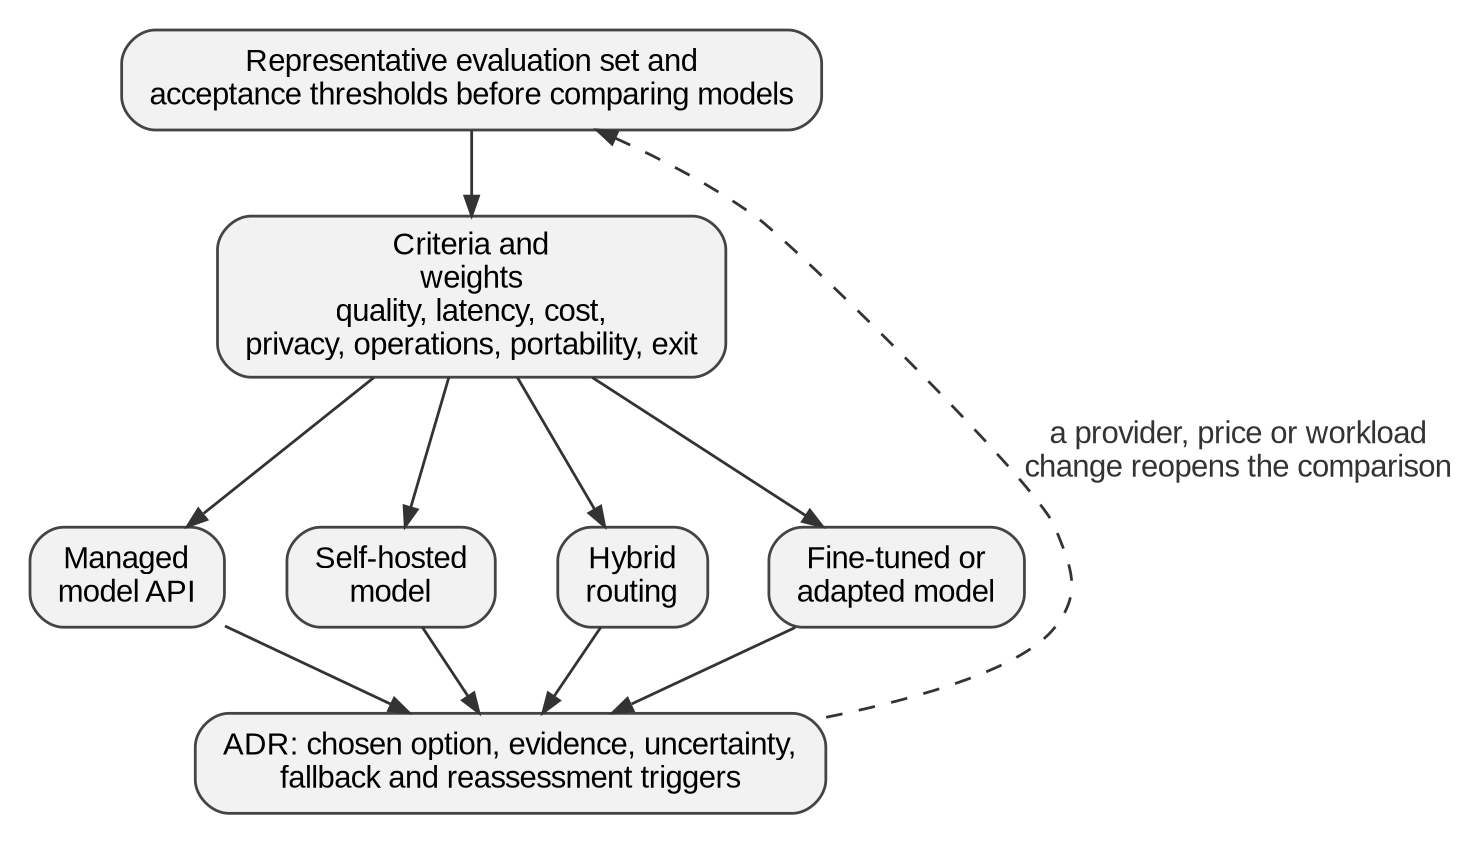 Representative evaluation set and
acceptance thresholds before comparing models
Criteria and
weights
quality, latency, cost,
privacy, operations, portability, exit
a provider, price or workload
change reopens the comparison
Managed
model API
Self-hosted
model
Hybrid
routing
Fine-tuned or
adapted model
ADR: chosen option, evidence, uncertainty,
fallback and reassessment triggers